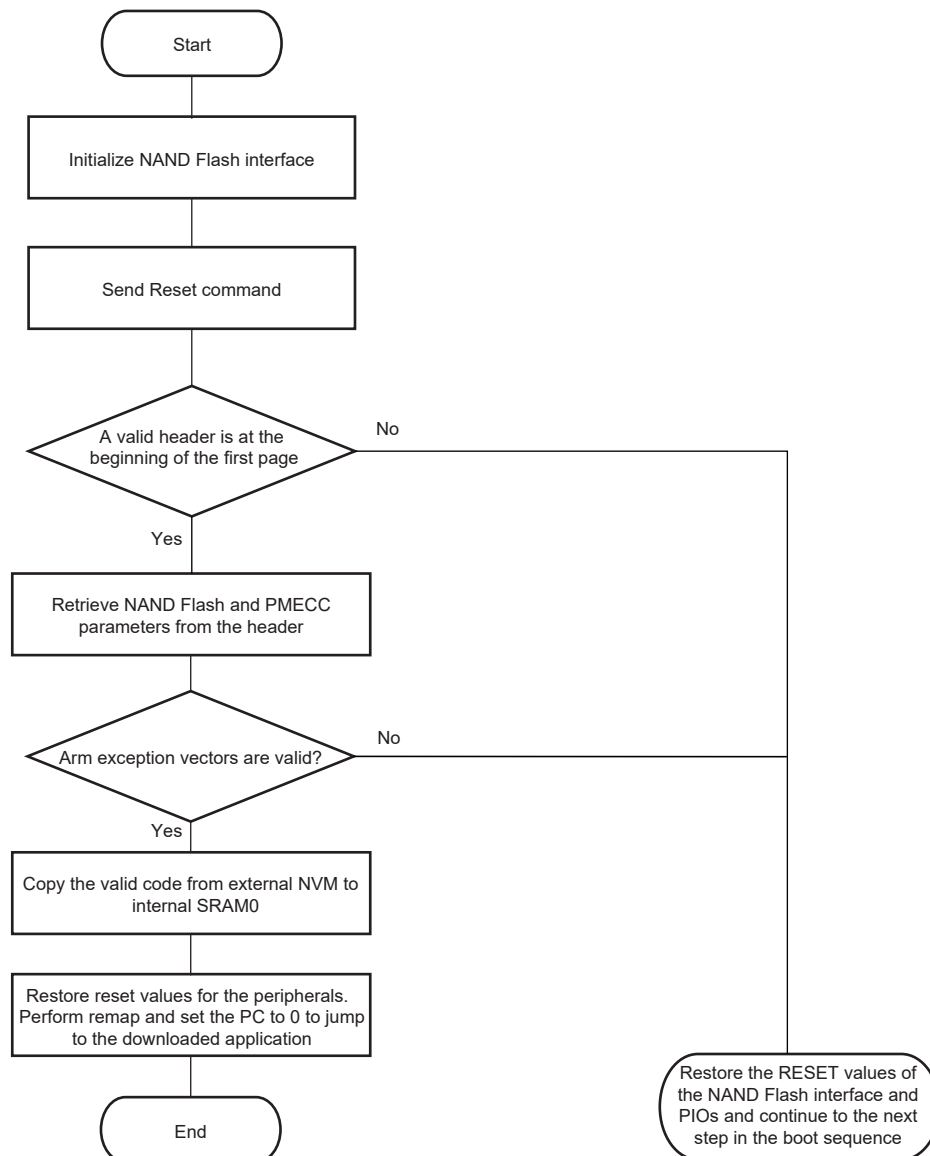 Start
Initialize NAND Flash interface
Send Reset command
A valid header is at the
beginning of the first page
No
Yes
Retrieve NAND Flash and PMECC
parameters from the header
Arm exception vectors are valid?
No
Yes
Copy the valid code from external NVM to
internal SRAM0
Restore reset values for the peripherals.
Perform remap and set the PC to 0 to jump
to the downloaded application
End
Restore the RESET values of
the NAND Flash interface and
PIOs and continue to the next
step in the boot sequence